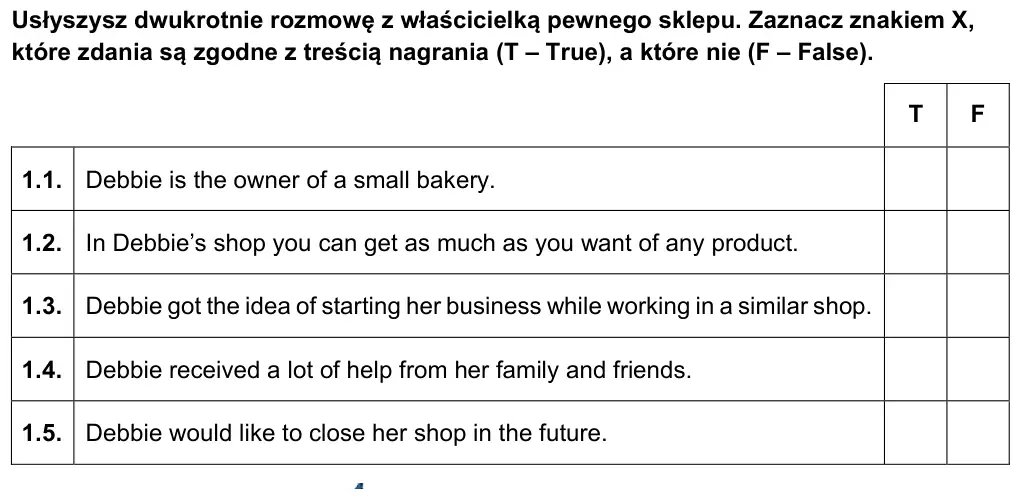 Usłyszysz dwukrotnie rozmowę z właścicielką pewnego sklepu. Zaznacz znakiem X,
które zdania są zgodne z treścią nagrania (T – True), a które nie (F – False).
T F
1.1. Debbie is the owner of a small bakery.
1.2. In Debbie’s shop you can get as much as you want of any product.
1.3. Debbie got the idea of starting her business while working in a similar shop.
1.4. Debbie received a lot of help from her family and friends.
1.5. Debbie would like to close her shop in the future.